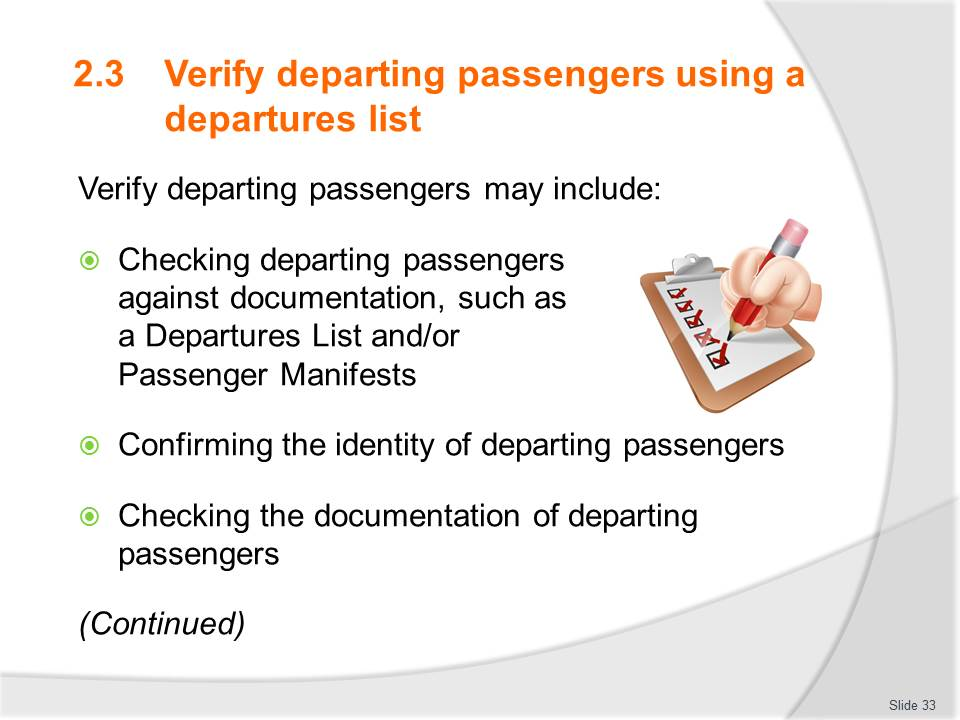 2.3 Verify departing passengers using a
departures list
Verify departing passengers may include:
Checking departing passengers
against documentation, such as
a Departures List and/or
Passenger Manifests
Confirming the identity of departing passengers
Checking the documentation of departing
passengers
(Continued)
Slide 33